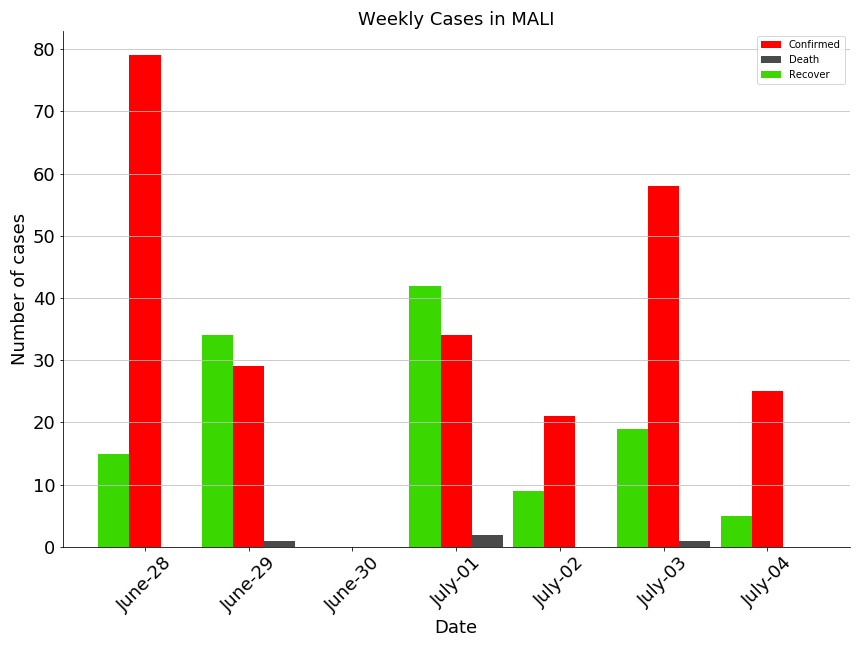 Weekly Cases in MALI
Confirmed
Death
Recover
Number of cases
80
70
60
50
40
30
20
10
0
June-28
June-29
June-30
July-01
July-02
July-03
July-04
Date